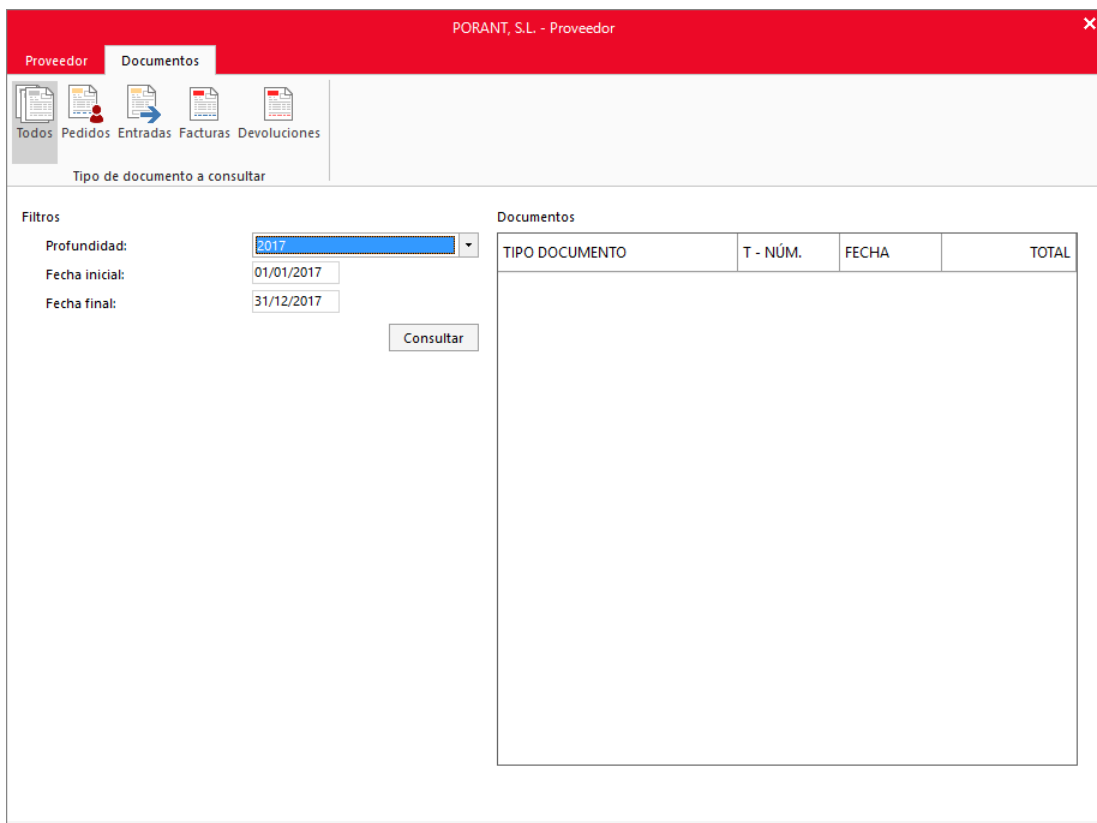 PORANT, S.L. - Proveedor
Proveedor Documentos
Todos Pedidos Entradas Facturas Devoluciones
Tipo de documento a consultar
Filtros
Profundidad: 2017
Fecha inicial: 01/01/2017
Fecha final: 31/12/2017
Consultar
Documentos
TIPO DOCUMENTO T - NÚM. FECHA TOTAL